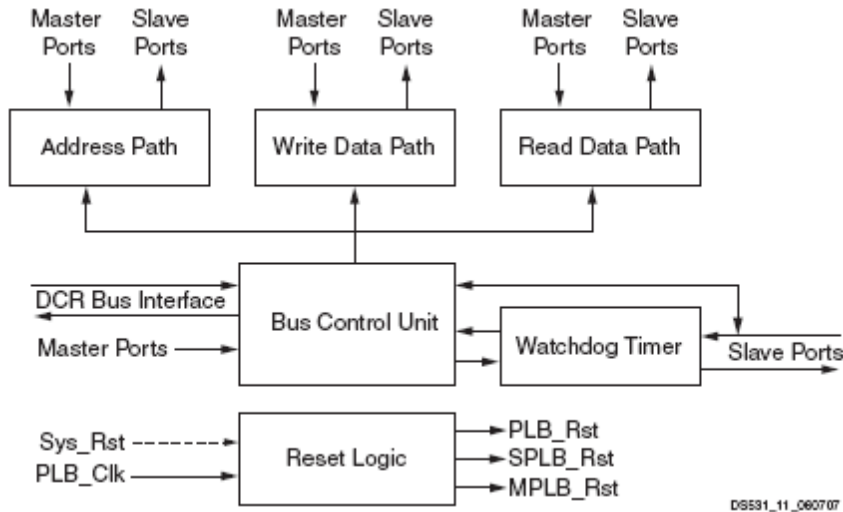 Master Slave Master Slave Master Slave
Ports Ports Ports Ports Ports Ports
Address Path Write Data Path Read Data Path
DCR Bus Interface
Bus Control Unit
Master Ports
Watchdog Timer
Slave Ports
Sys_Rst
PLB_Clk
Reset Logic
PLB_Rst
SPLB_Rst
MPLB_Rst
DS531_11_060707